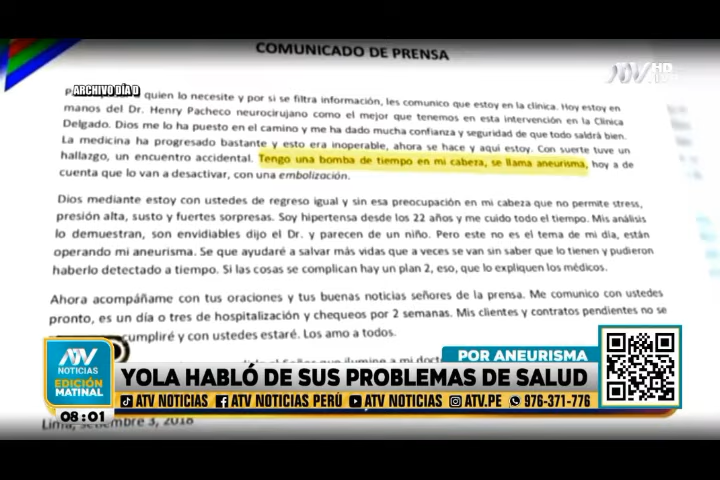 COMUNICADO DE PRENSA
ATV HD
ARCHIVO DÍA D
quien lo necesite y por si se filtra información, les comunico que estoy en la clínica. Hoy estoy en
manos del Dr. Henry Pacheco neurocirujano como el mejor que tenemos en esta intervención en la Clínica
Delgado. Dios me lo ha puesto en el camino y me ha dado mucha confianza y seguridad de que todo saldrá bien.
La medicina ha progresado bastante y esto era inoperable, ahora se hace y aqui estoy. Con suerte tuve un
hallazgo, un encuentro accidental. Tengo una bomba de tiempo en mi cabeza, se llama aneurisma, hoy a de
cuenta que lo van a desactivar, con una embolización.
Dios mediante estoy con ustedes de regreso igual y sin esa preocupación en mi cabeza que no permite stress,
presión alta, susto y fuertes sorpresas. Soy hipertensa desde los 22 años y me cuido todo el tiempo. Mis análisis
lo demuestran, son envidiables dijo el Dr. y parecen de un niño. Pero este no es el tema de mi día, están
operando mi aneurisma. Se que ayudaré a salvar más vidas que a veces se van sin saber que lo tienen y pudieron
haberlo detectado a tiempo. Si las cosas se complican hay un plan 2, eso, que lo expliquen los médicos.
Ahora acompáñame con tus oraciones y tus buenas noticias señores de la prensa. Me comunico con ustedes
pronto, es un día o tres de hospitalización y chequeos por 2 semanas. Mis clientes y contratos pendientes no se
cumpliré y con ustedes estaré. Los amo a todos.
POR ANEURISMA
ATV
NOTICIAS
EDICIÓN
MATINAL
08:01
YOLA HABLÓ DE SUS PROBLEMAS DE SALUD
ATV NOTICIAS ATV NOTICIAS PERÚ ATV NOTICIAS ATV.PE 976-371-776